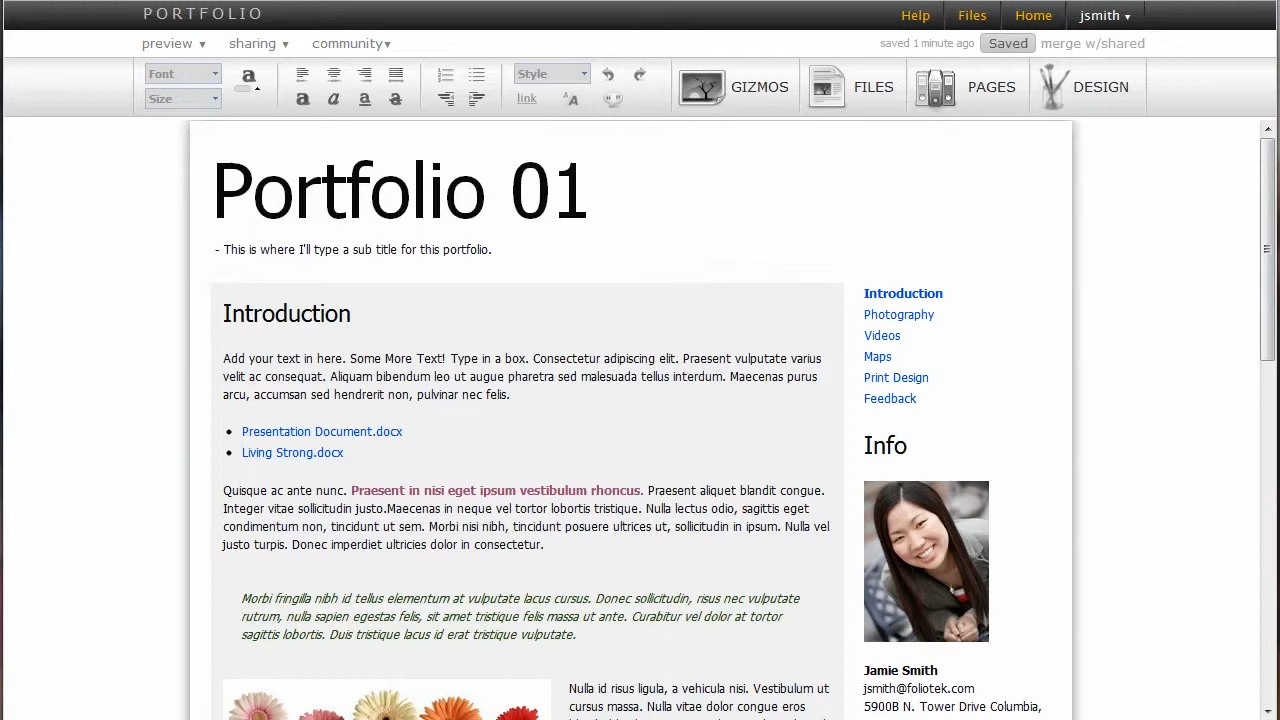 PORTFOLIO
Help
Files
Home
jsmith
preview
sharing
community
saved 1 minute ago
Saved
merge w/shared
Font
Size
a
a a a a
Style
link
AA
GIZMOS
FILES
PAGES
DESIGN
Portfolio 01
- This is where I'll type a sub title for this portfolio.
Introduction
Add your text in here. Some More Text! Type in a box. Consectetur adipiscing elit. Praesent vulputate varius
velit ac consequat. Aliquam bibendum leo ut augue pharetra sed malesuada tellus interdum. Maecenas purus
arcu, accumsan sed hendrerit non, pulvinar nec felis.
• Presentation Document.docx
• Living Strong.docx
Quisque ac ante nunc. Praesent in nisi eget ipsum vestibulum rhoncus. Praesent aliquet blandit congue.
Integer vitae sollicitudin justo.Maecenas in neque vel tortor lobortis tristique. Nulla lectus odio, sagittis eget
condimentum non, tincidunt ut sem. Morbi nisi nibh, tincidunt posuere ultrices ut, sollicitudin in ipsum. Nulla vel
justo turpis. Donec imperdiet ultricies dolor in consectetur.
Morbi fringilla nibh id tellus elementum at vulputate lacus cursus. Donec sollicitudin, risus nec vulputate
rutrum, nulla sapien egestas felis, sit amet tristique felis massa ut ante. Curabitur vel dolor at tortor
sagittis lobortis. Duis tristique lacus id erat tristique vulputate.
Nulla id risus ligula, a vehicula nisi. Vestibulum ut
cursus massa. Nulla vitae dolor congue eros
Introduction
Photography
Videos
Maps
Print Design
Feedback
Info
Jamie Smith
jsmith@foliotek.com
5900B N. Tower Drive Columbia,